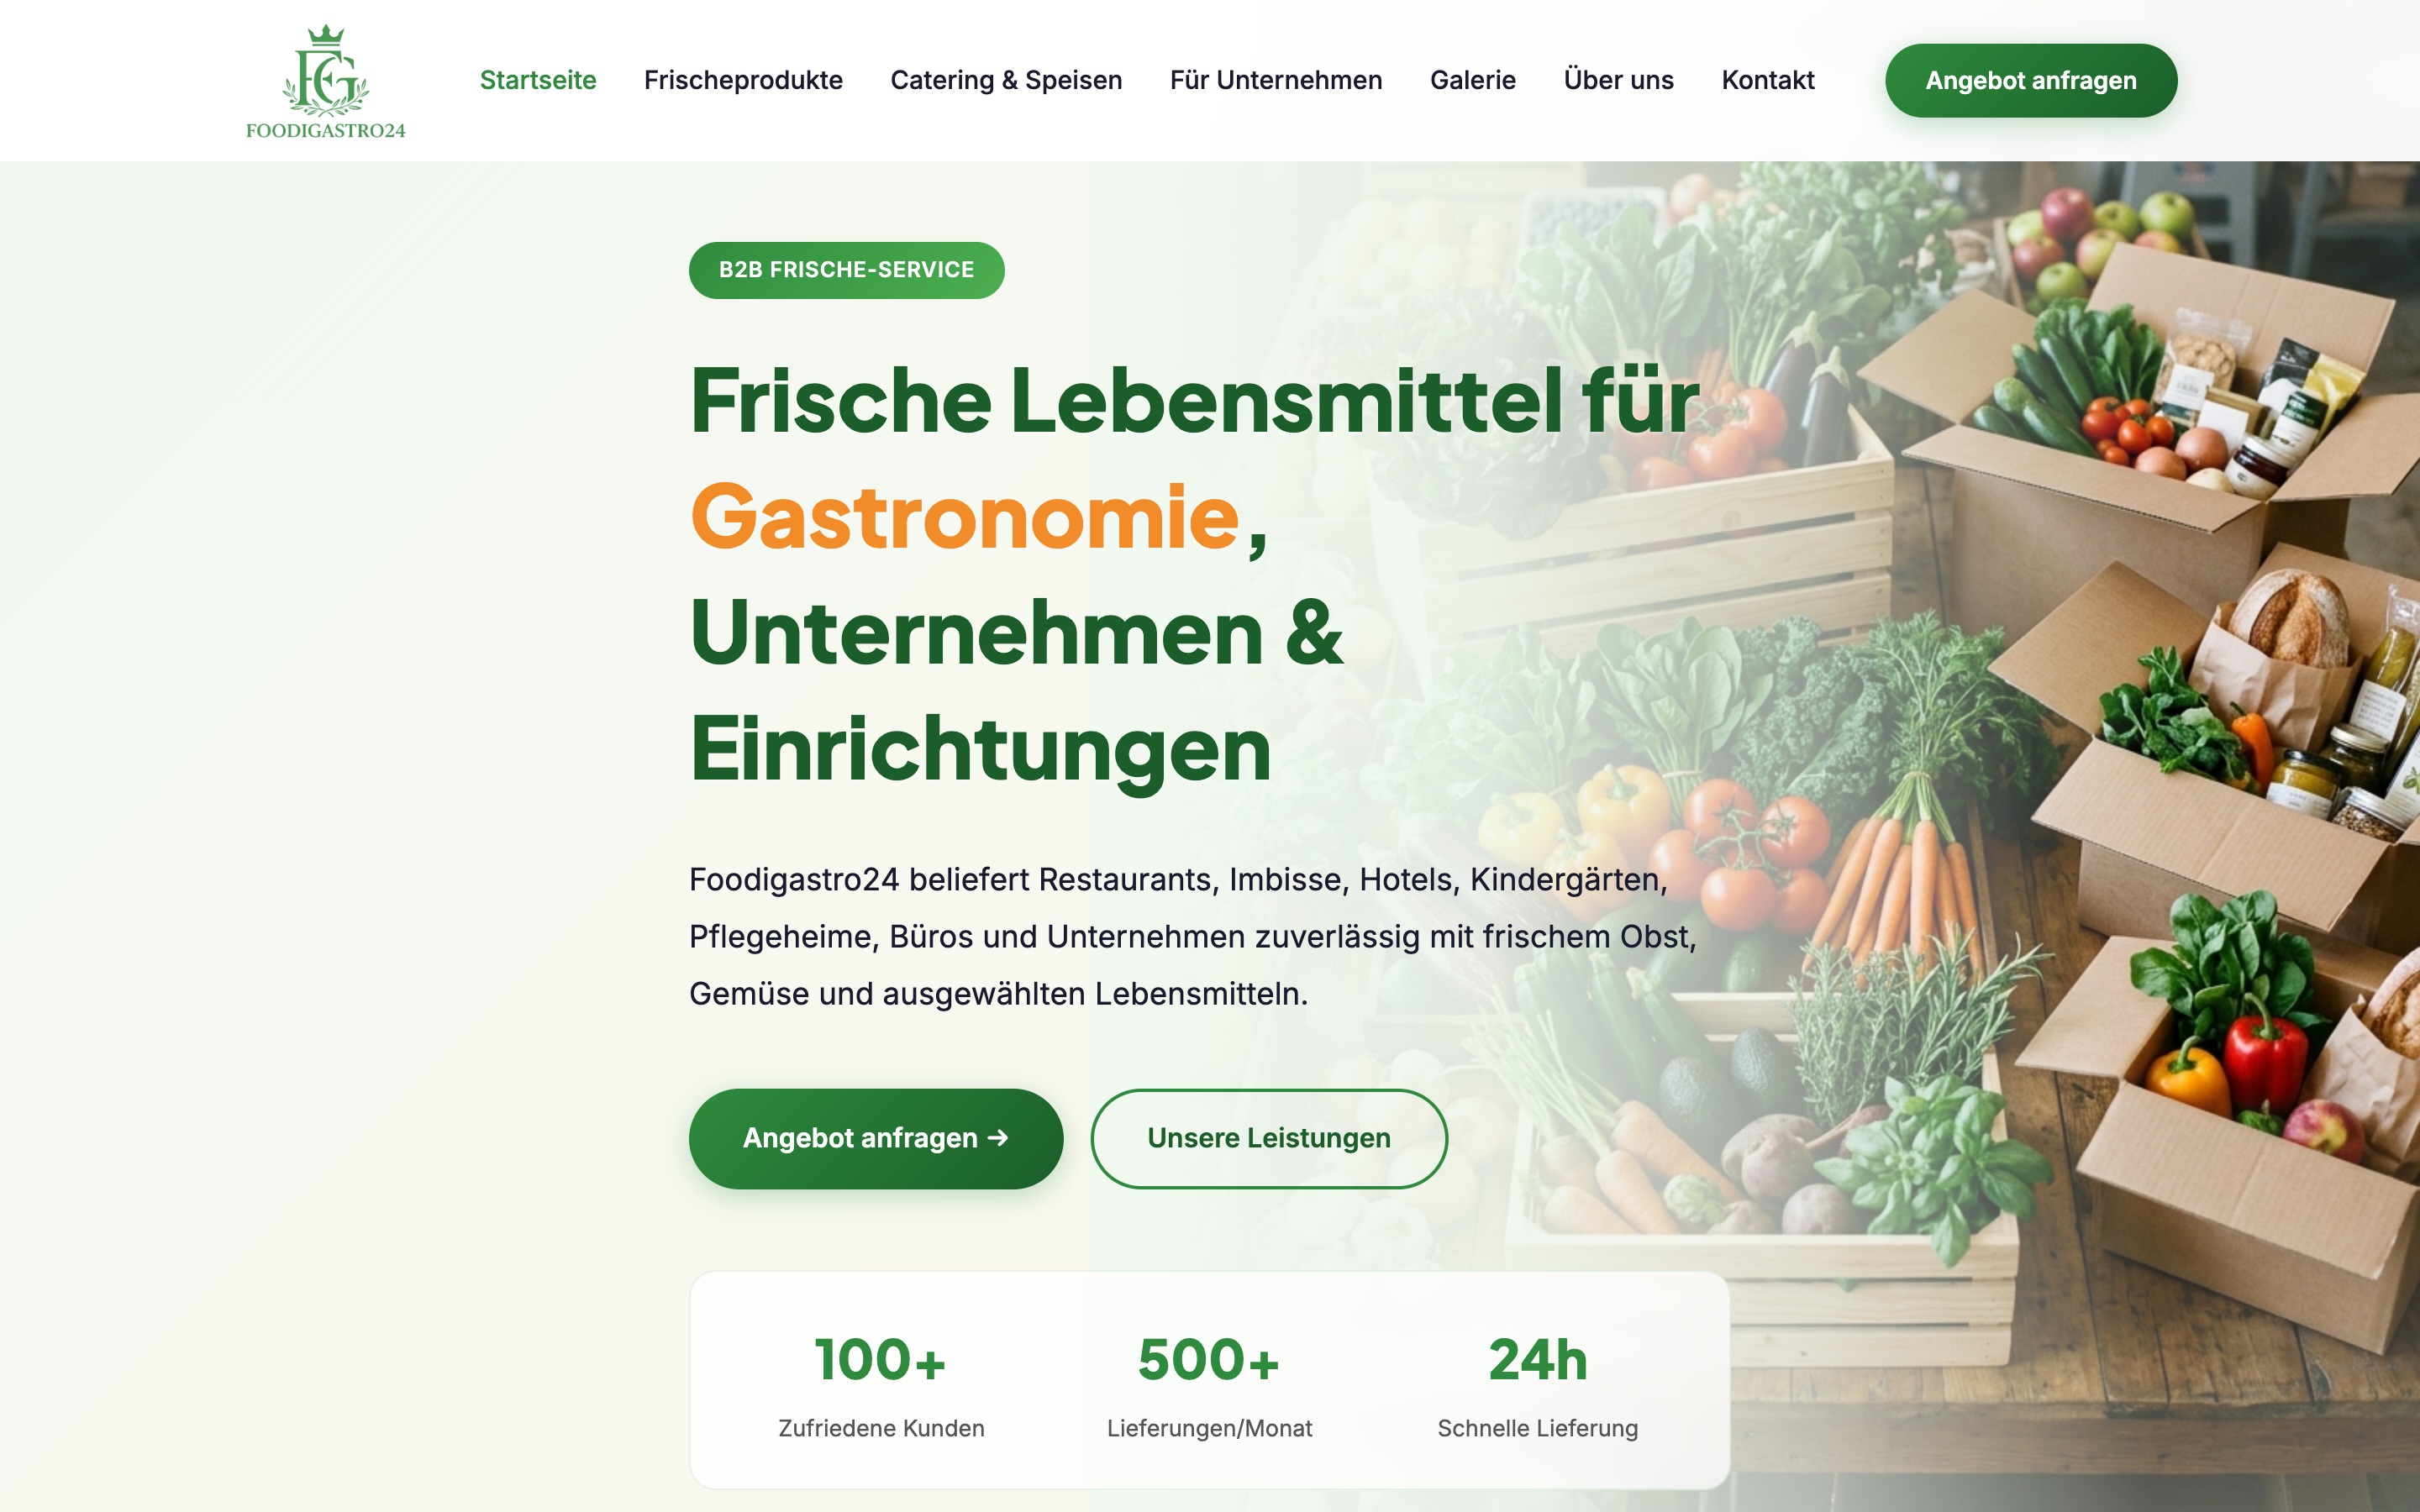 FG
FOODIGASTRO24
Startseite
Frischeprodukte
Catering & Speisen
Für Unternehmen
Galerie
Über uns
Kontakt
Angebot anfragen
B2B FRISCHE-SERVICE
Frische Lebensmittel für
Gastronomie,
Unternehmen &
Einrichtungen
Foodigastro24 beliefert Restaurants, Imbisse, Hotels, Kindergärten,
Pflegeheime, Büros und Unternehmen zuverlässig mit frischem Obst,
Gemüse und ausgewählten Lebensmitteln.
Angebot anfragen →
Unsere Leistungen
100+
Zufriedene Kunden
500+
Lieferungen/Monat
24h
Schnelle Lieferung